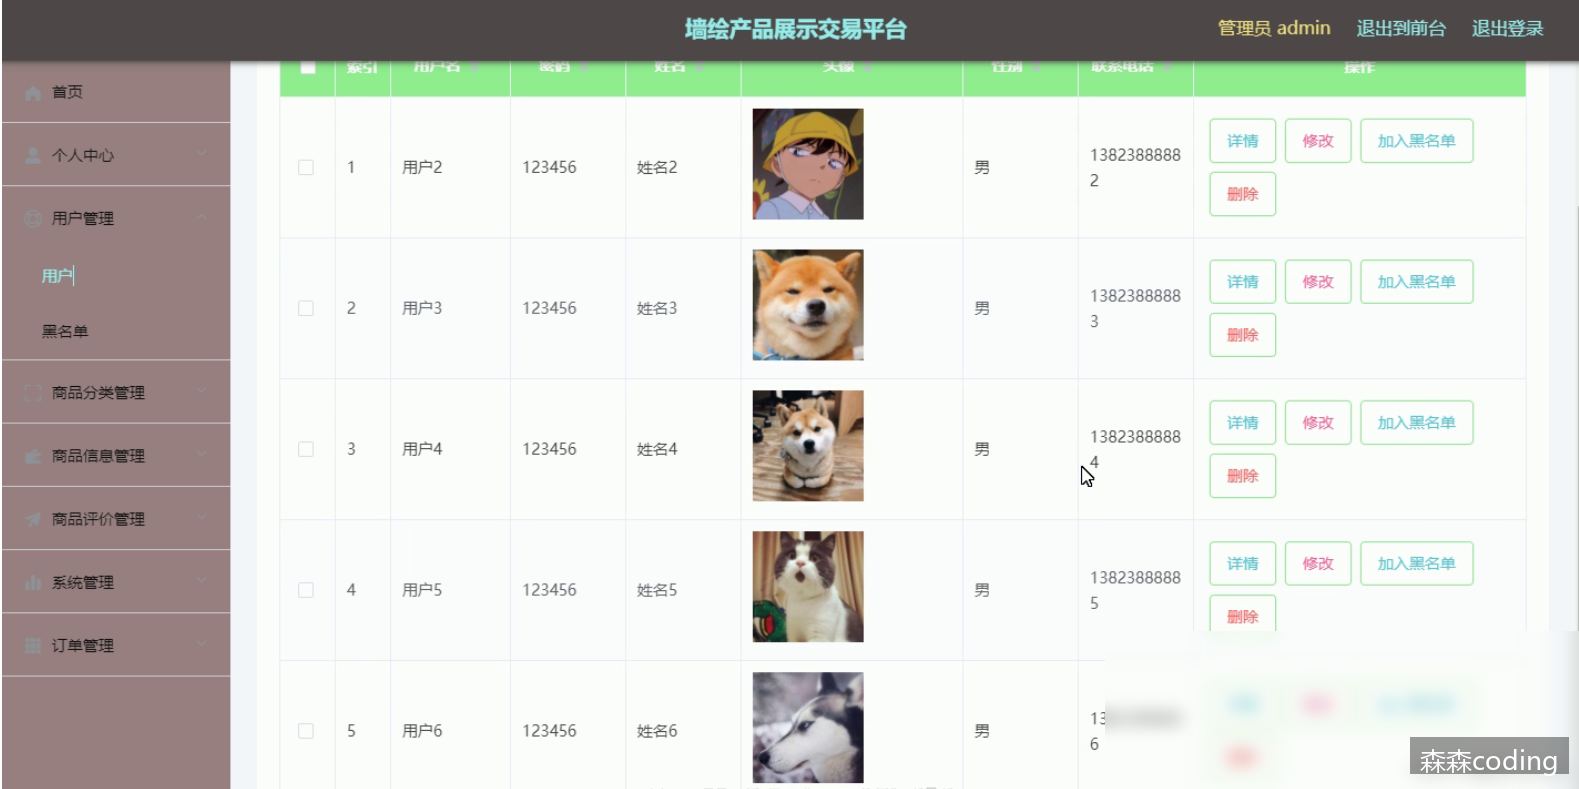 墙绘产品展示交易平台
管理员 admin 退出到前台 退出登录
首页
个人中心
用户管理
用户
黑名单
商品分类管理
商品信息管理
商品评价管理
系统管理
订单管理
索引 用户名 密码 姓名 头像 性别 联系电话 操作
1 用户2 123456 姓名2 男 1382388888
2
详情 修改 加入黑名单
删除
2 用户3 123456 姓名3 男 1382388888
3
详情 修改 加入黑名单
删除
3 用户4 123456 姓名4 男 1382388888
4
详情 修改 加入黑名单
删除
4 用户5 123456 姓名5 男 1382388888
5
详情 修改 加入黑名单
删除
5 用户6 123456 姓名6 男 13
6
森森coding